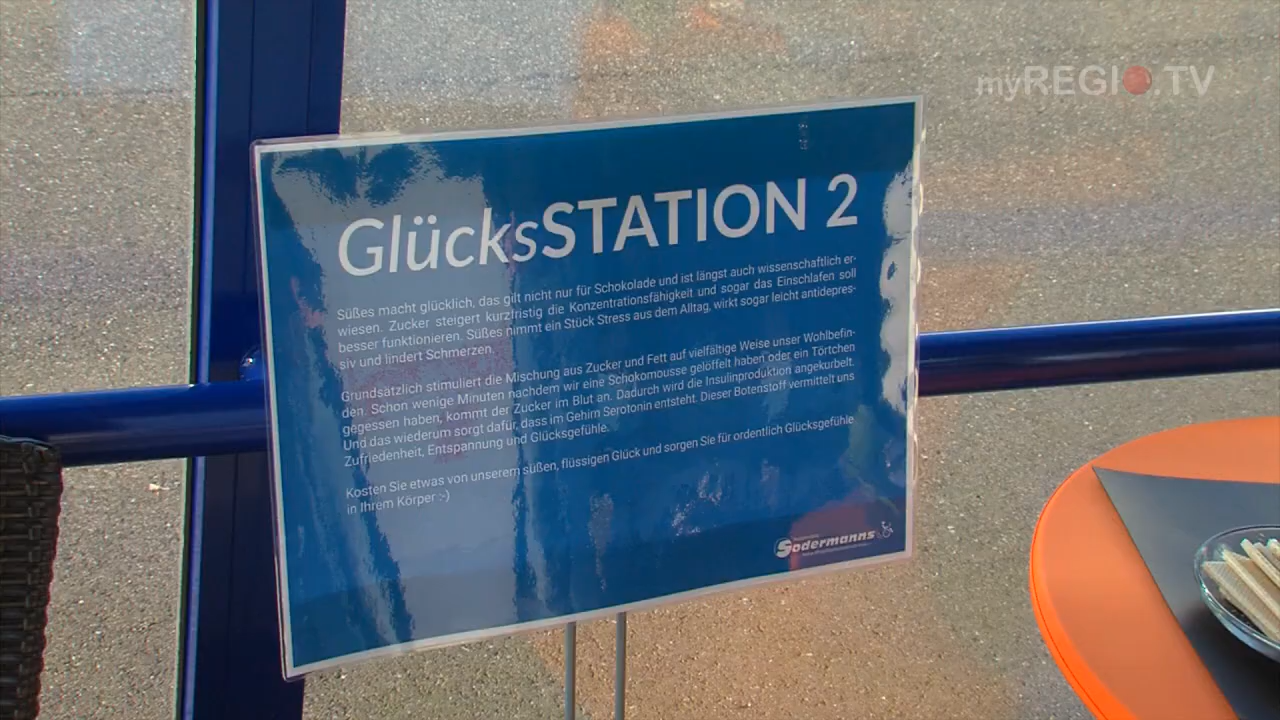 myREGIO.TV
GlücksSTATION 2
Süßes macht glücklich, das gilt nicht nur für Schokolade und ist längst auch wissenschaftlich er-
wiesen. Zucker steigert kurzfristig die Konzentrationsfähigkeit und sogar das Einschlafen soll
besser funktionieren. Süßes nimmt ein Stück Stress aus dem Alltag, wirkt sogar leicht antidepres-
siv und lindert Schmerzen.
Grundsätzlich stimuliert die Mischung aus Zucker und Fett auf vielfältige Weise unser Wohlbefin-
den. Schon wenige Minuten nachdem wir eine Schokomousse gelöffelt haben oder ein Törtchen
gegessen haben, kommt der Zucker im Blut an. Dadurch wird die Insulinproduktion angekurbelt.
Und das wiederum sorgt dafür, dass im Gehirn Serotonin entsteht. Dieser Botenstoff vermittelt uns
Zufriedenheit, Entspannung und Glücksgefühle.
Kosten Sie etwas von unserem süßen, flüssigen Glück und sorgen Sie für ordentlich Glücksgefühle
in Ihrem Körper :-)
Sodermanns